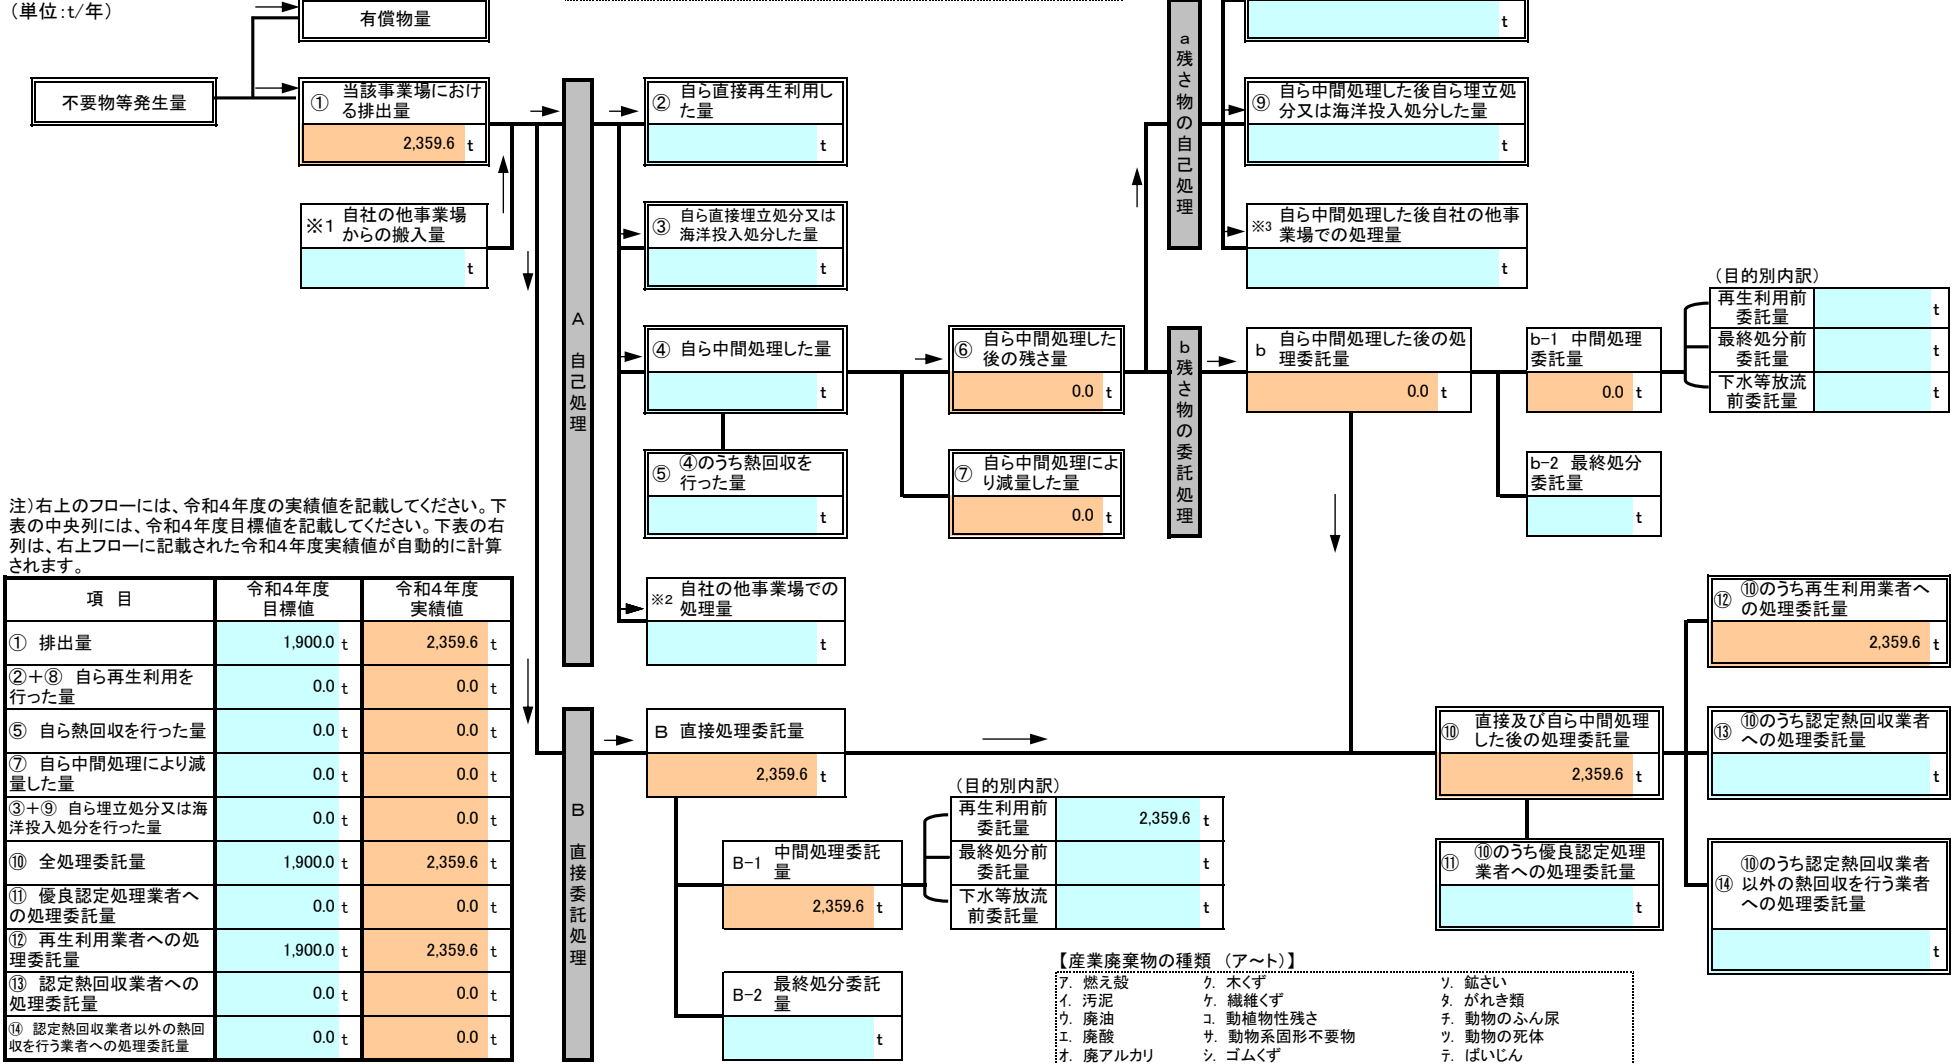 （単位:t/年）
有償物量
t
不要物等発生量
① 当該事業場におけ
る排出量
2,359.6 t
※1 自社の他事業場
からの搬入量
t
A 自己処理
② 自ら直接再生利用し
た量
t
③ 自ら直接埋立処分又は
海洋投入処分した量
t
④ 自ら中間処理した量
t
⑤ ④のうち熱回収を
行った量
t
※2 自社の他事業場での
処理量
t
⑥ 自ら中間処理した
後の残さ量
0.0 t
⑦ 自ら中間処理によ
り減量した量
0.0 t
a残さ物の自己処理
⑨ 自ら中間処理した後自ら埋立処
分又は海洋投入処分した量
t
※3 自ら中間処理した後自社の他事
業場での処理量
t
b残さ物の委託処理
b 自ら中間処理した後の処
理委託量
0.0 t
b-1 中間処理
委託量
0.0 t
b-2 最終処分
委託量
t
（目的別内訳）
再生利用前
委託量 t
最終処分前
委託量 t
下水等放流
前委託量 t
注）右上のフローには、令和4年度の実績値を記載してください。下
表の中央列には、令和4年度目標値を記載してください。下表の右
列は、右上フローに記載された令和4年度実績値が自動的に計算
されます。
項 目 令和4年度
目標値 令和4年度
実績値
① 排出量 1,900.0 t 2,359.6 t
②＋⑧ 自ら再生利用を
行った量 0.0 t 0.0 t
⑤ 自ら熱回収を行った量 0.0 t 0.0 t
⑦ 自ら中間処理により減
量した量 0.0 t 0.0 t
③＋⑨ 自ら埋立処分又は海
洋投入処分を行った量 0.0 t 0.0 t
⑩ 全処理委託量 1,900.0 t 2,359.6 t
⑪ 優良認定処理業者へ
の処理委託量 0.0 t 0.0 t
⑫ 再生利用業者への処
理委託量 1,900.0 t 2,359.6 t
⑬ 認定熱回収業者への
処理委託量 0.0 t 0.0 t
⑭ 認定熱回収業者以外の熱回
収を行う業者への処理委託量 0.0 t 0.0 t
B 直接委託処理
B 直接処理委託量
2,359.6 t
B-1 中間処理委託
量
2,359.6 t
B-2 最終処分委託
量
t
（目的別内訳）
再生利用前
委託量 2,359.6 t
最終処分前
委託量 t
下水等放流
前委託量 t
⑩ 直接及び自ら中間処理
した後の処理委託量
2,359.6 t
⑪ ⑩のうち優良認定処理
業者への処理委託量
t
⑫ ⑩のうち再生利用業者へ
の処理委託量
2,359.6 t
⑬ ⑩のうち認定熱回収業者
への処理委託量
t
⑭ ⑩のうち認定熱回収業者
以外の熱回収を行う業者
への処理委託量
t
【産業廃棄物の種類 （ア～ト）】
ア. 燃え殻 ク. 木くず ソ. 鉱さい
イ. 汚泥 ケ. 繊維くず タ. がれき類
ウ. 廃油 コ. 動植物性残さ チ. 動物のふん尿
エ. 廃酸 サ. 動物系固形不要物 ツ. 動物の死体
オ. 廃アルカリ シ. ゴムくず テ. ばいじん